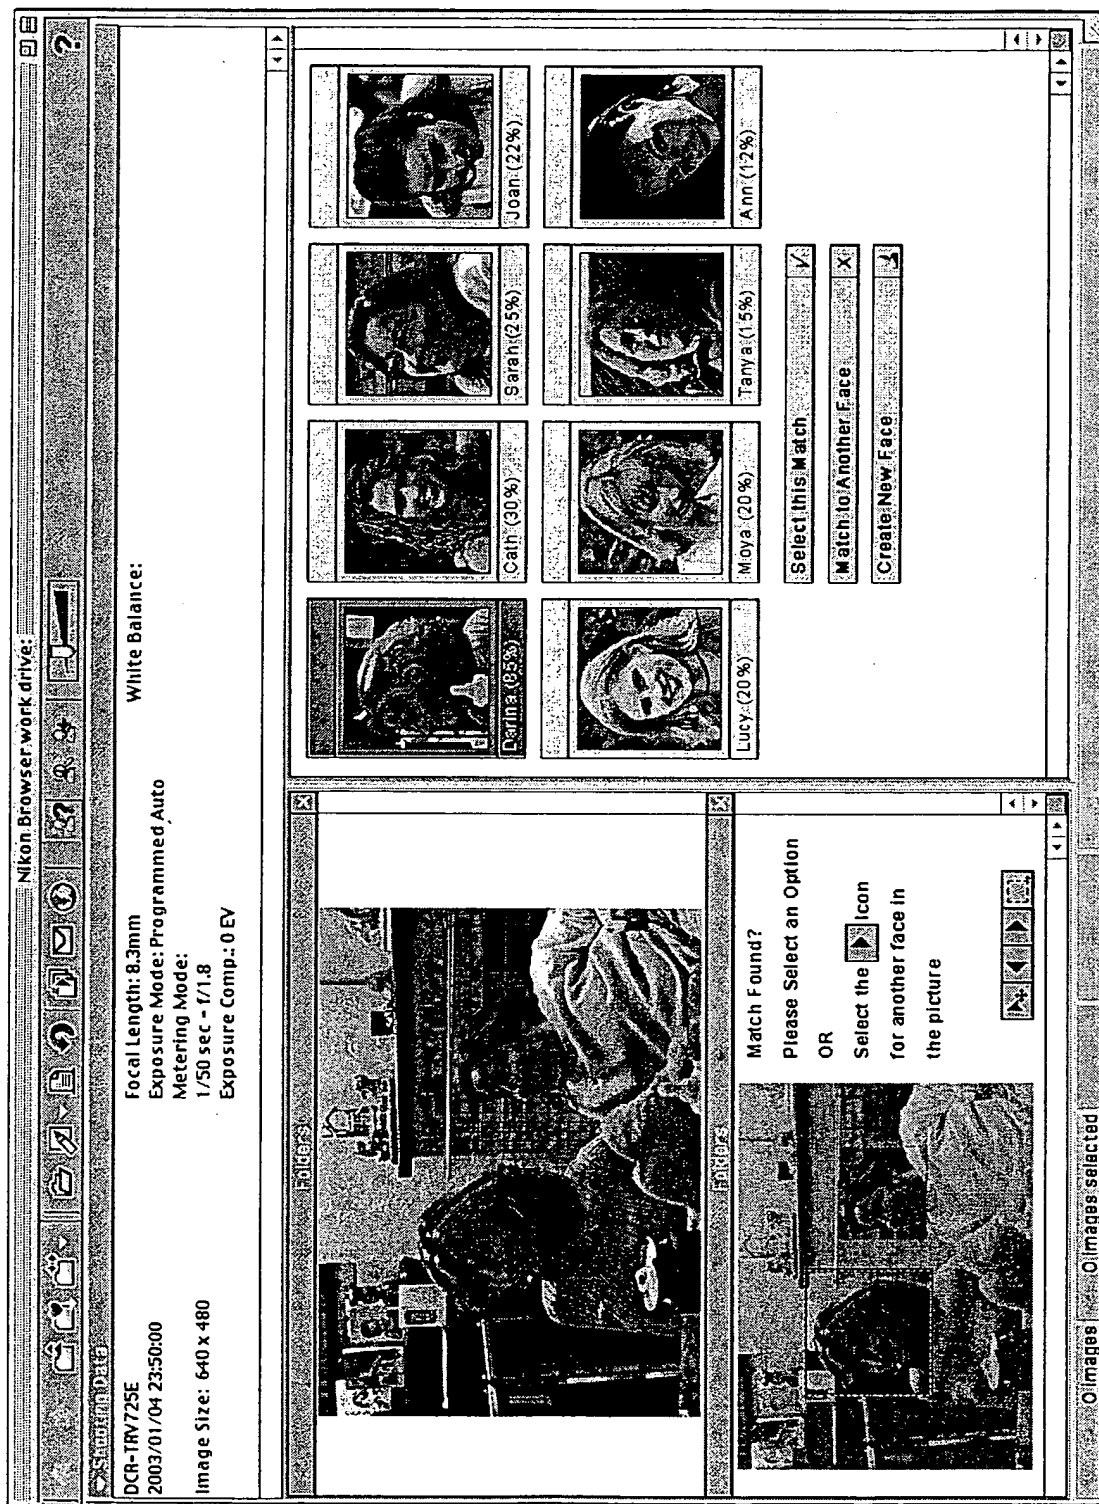 Nikon Browser.work drive:
?
Shooting Data
DCR-TRV725E
2003/01/04 23:50:00
Image Size: 640 x 480
Focal Length: 8.3mm
Exposure Mode: Programmed Auto
Metering Mode:
1/50 sec - f/1.8
Exposure Comp.: 0 EV
White Balance:
Folders
Folders
Match Found?
Please Select an Option
OR
Select the Icon
for another face in
the picture
Darina (85%)
Cath (30%)
Sarah (25%)
Joan (22%)
Lucy (20%)
Moya (20%)
Tanya (15%)
Ann (12%)
Select this Match
Match to Another Face
Create New Face
0 images
0 images selected